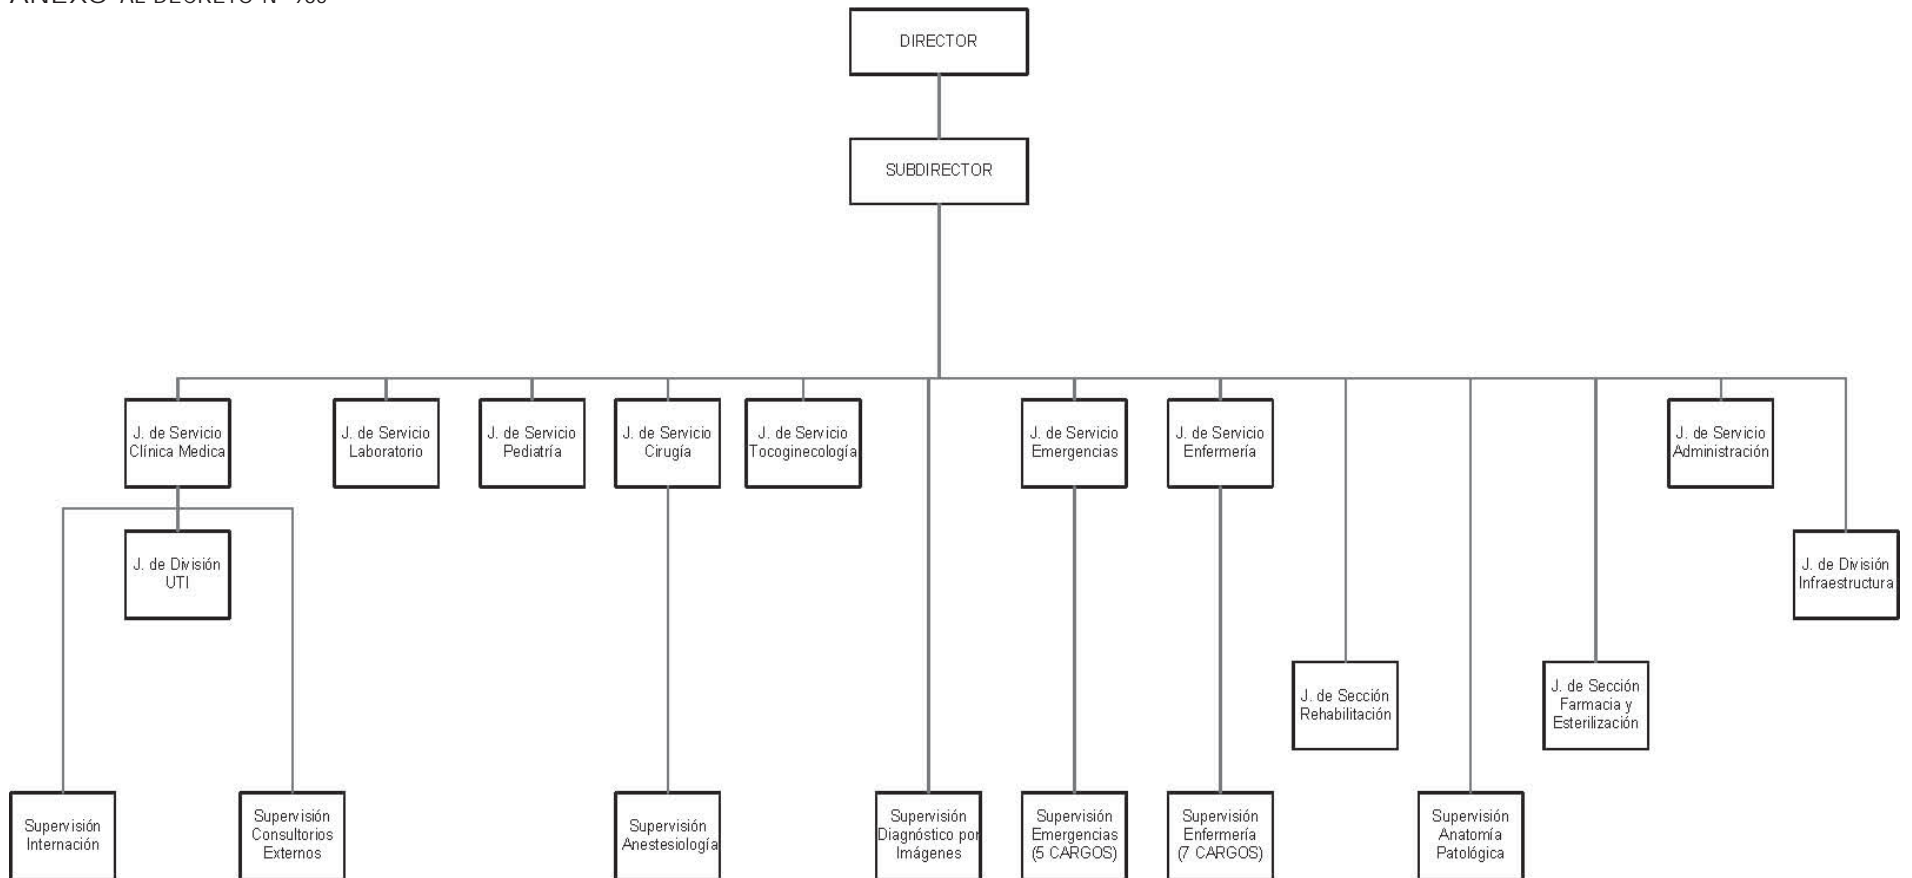 DIRECTOR
SUBDIRECTOR
J. de Servicio
Clínica Medica
J. de Servicio
Laboratorio
J. de Servicio
Pediatría
J. de Servicio
Cirugía
J. de Servicio
Tocoginecología
J. de Servicio
Emergencias
J. de Servicio
Enfermería
J. de Servicio
Administración
J. de División
UTI
J. de División
Infraestructura
J. de Sección
Rehabilitación
J. de Sección
Farmacia y
Esterilización
Supervisión
Internación
Supervisión
Consultorios
Externos
Supervisión
Anestesiología
Supervisión
Diagnóstico por
Imágenes
Supervisión
Emergencias
(5 CARGOS)
Supervisión
Enfermería
(7 CARGOS)
Supervisión
Anatomía
Patológica